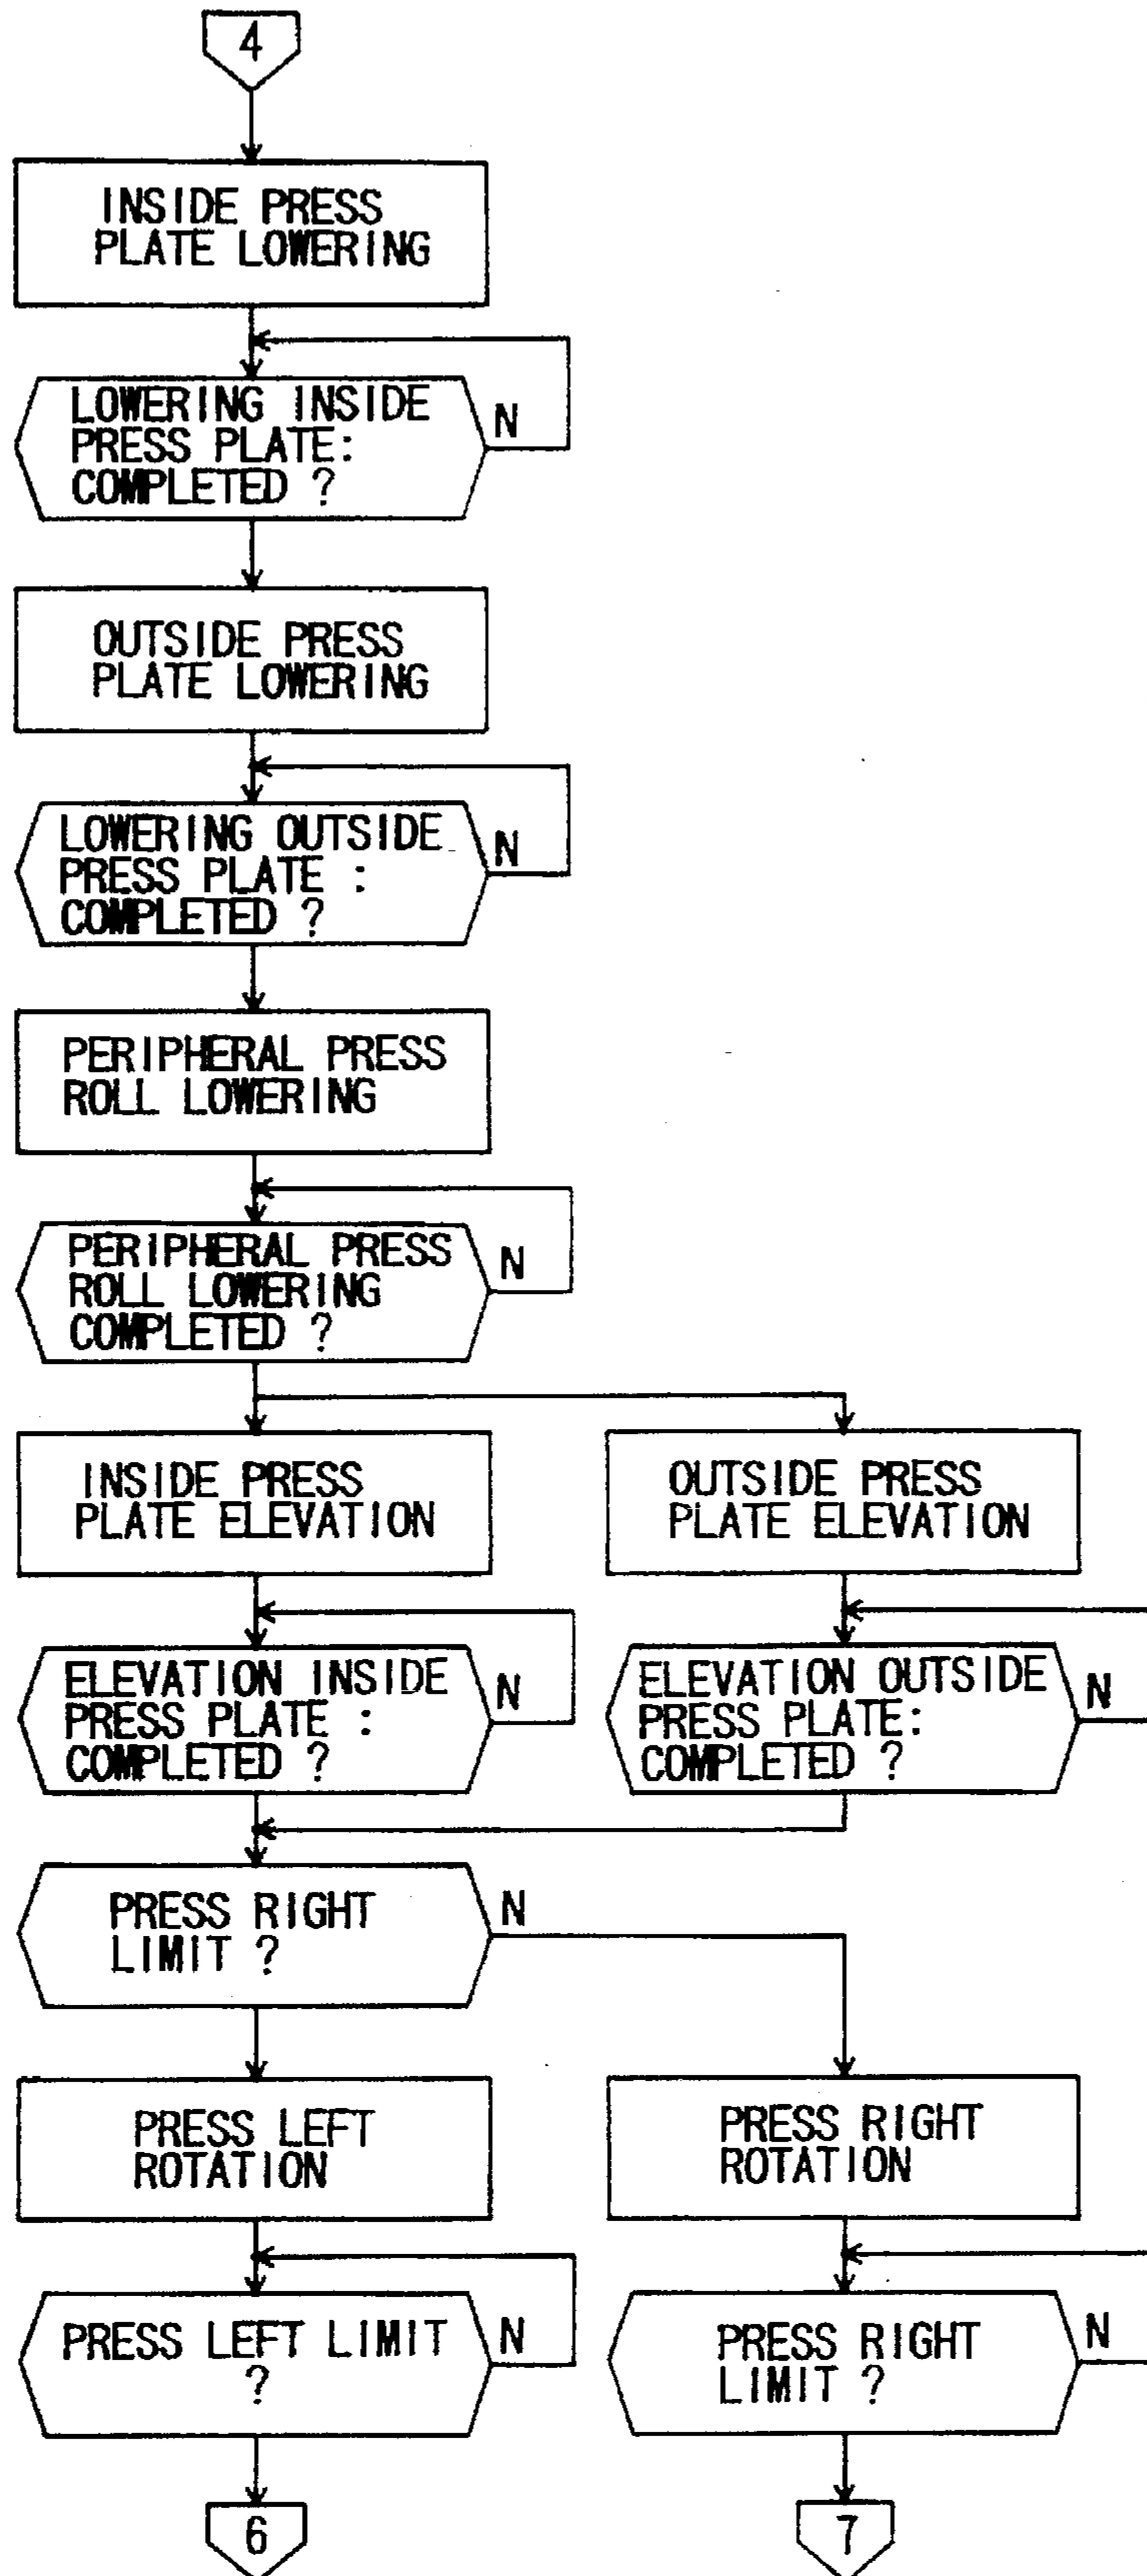 4
INSIDE PRESS
PLATE LOWERING
LOWERING INSIDE
PRESS PLATE:
COMPLETED ?
N
OUTSIDE PRESS
PLATE LOWERING
LOWERING OUTSIDE
PRESS PLATE :
COMPLETED ?
N
PERIPHERAL PRESS
ROLL LOWERING
PERIPHERAL PRESS
ROLL LOWERING
COMPLETED ?
N
INSIDE PRESS
PLATE ELEVATION
OUTSIDE PRESS
PLATE ELEVATION
ELEVATION INSIDE
PRESS PLATE :
COMPLETED ?
N
ELEVATION OUTSIDE
PRESS PLATE:
COMPLETED ?
N
PRESS RIGHT
LIMIT ?
N
PRESS LEFT
ROTATION
PRESS RIGHT
ROTATION
PRESS LEFT LIMIT
?
N
PRESS RIGHT
LIMIT ?
N
6
7